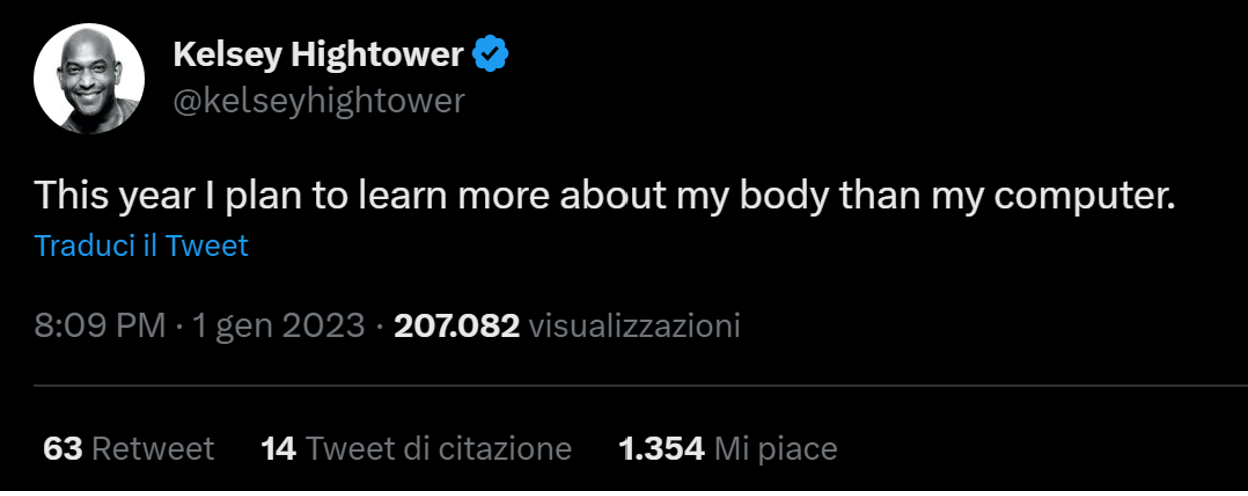 Kelsey Hightower
@kelseyhightower
This year I plan to learn more about my body than my computer.
Traduci il Tweet
8:09 PM · 1 gen 2023 · 207.082 visualizzazioni
63 Retweet 14 Tweet di citazione 1.354 Mi piace